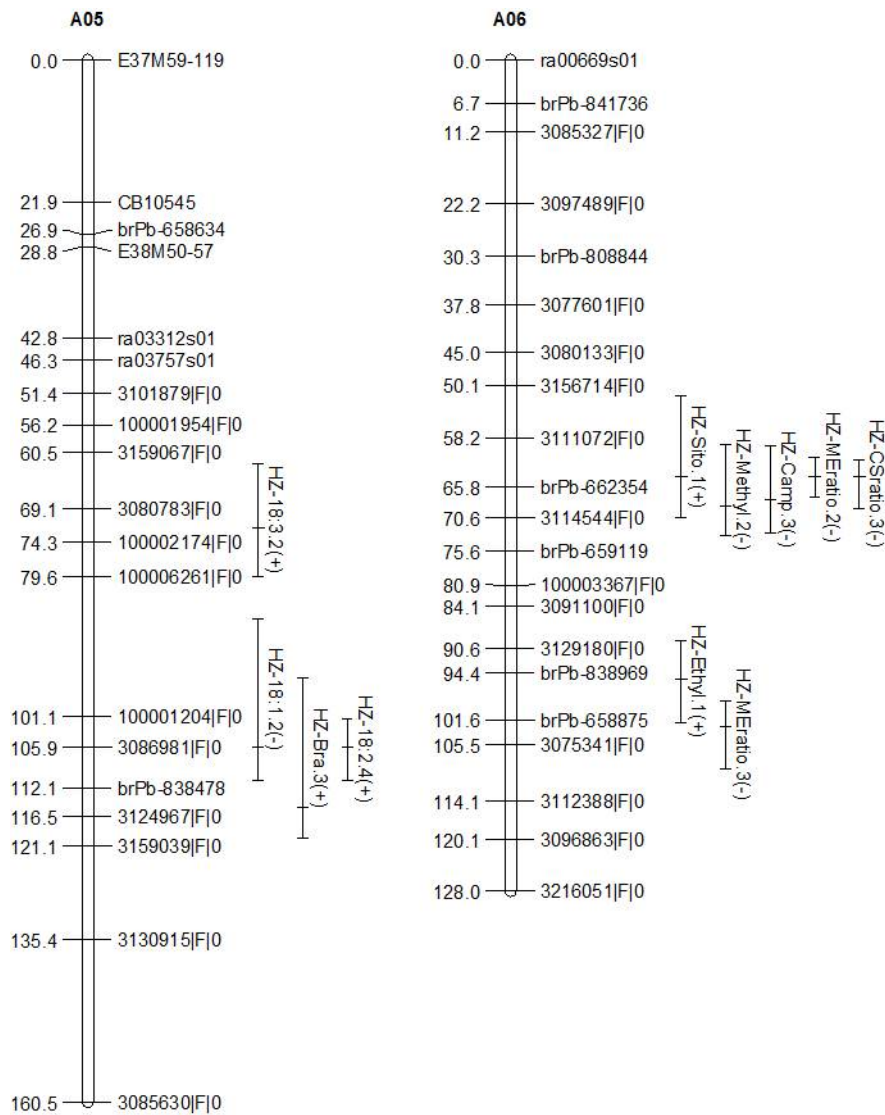 A05
0.0 E37M59-119
21.9 CB10545
26.9 brPb-658634
28.8 E38M50-57
42.8 ra03312s01
46.3 ra03757s01
51.4 3101879|F|0
56.2 100001954|F|0
60.5 3159067|F|0
69.1 3080783|F|0
74.3 100002174|F|0
79.6 100006261|F|0
101.1 100001204|F|0
105.9 3086981|F|0
112.1 brPb-838478
116.5 3124967|F|0
121.1 3159039|F|0
135.4 3130915|F|0
160.5 3085630|F|0
HZ-18:3.2(+)
HZ-18:1.2(-)
HZ-Bra.3(+)
HZ-18:2.4(+)
A06
0.0 ra00669s01
6.7 brPb-841736
11.2 3085327|F|0
22.2 3097489|F|0
30.3 brPb-808844
37.8 3077601|F|0
45.0 3080133|F|0
50.1 3156714|F|0
58.2 3111072|F|0
65.8 brPb-662354
70.6 3114544|F|0
75.6 brPb-659119
80.9 100003367|F|0
84.1 3091100|F|0
90.6 3129180|F|0
94.4 brPb-838969
101.6 brPb-658875
105.5 3075341|F|0
114.1 3112388|F|0
120.1 3096863|F|0
128.0 3216051|F|0
HZ-Sito.1(+)
HZ-Methyl.2(-)
HZ-Camp.3(-)
HZ-MEratio.2(-)
HZ-CSratio.3(-)
HZ-Ethyl.1(+)
HZ-MEratio.3(-)